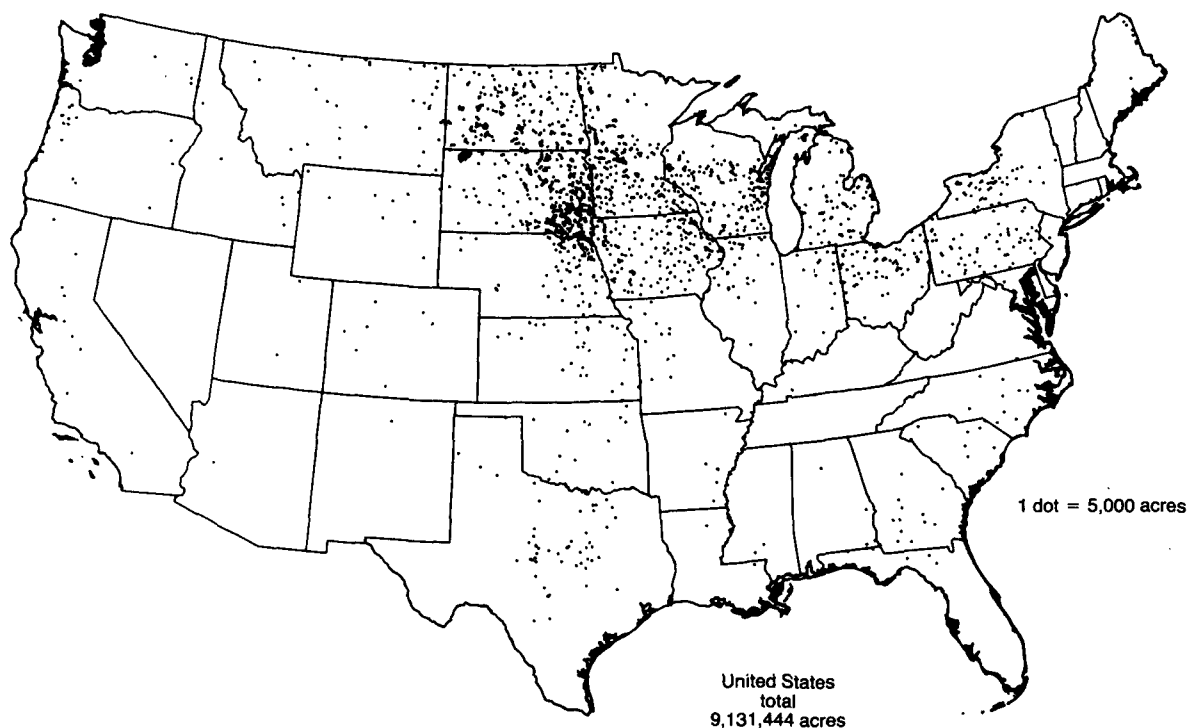 1 dot = 5,000 acres
United States
total
9,131,444 acres